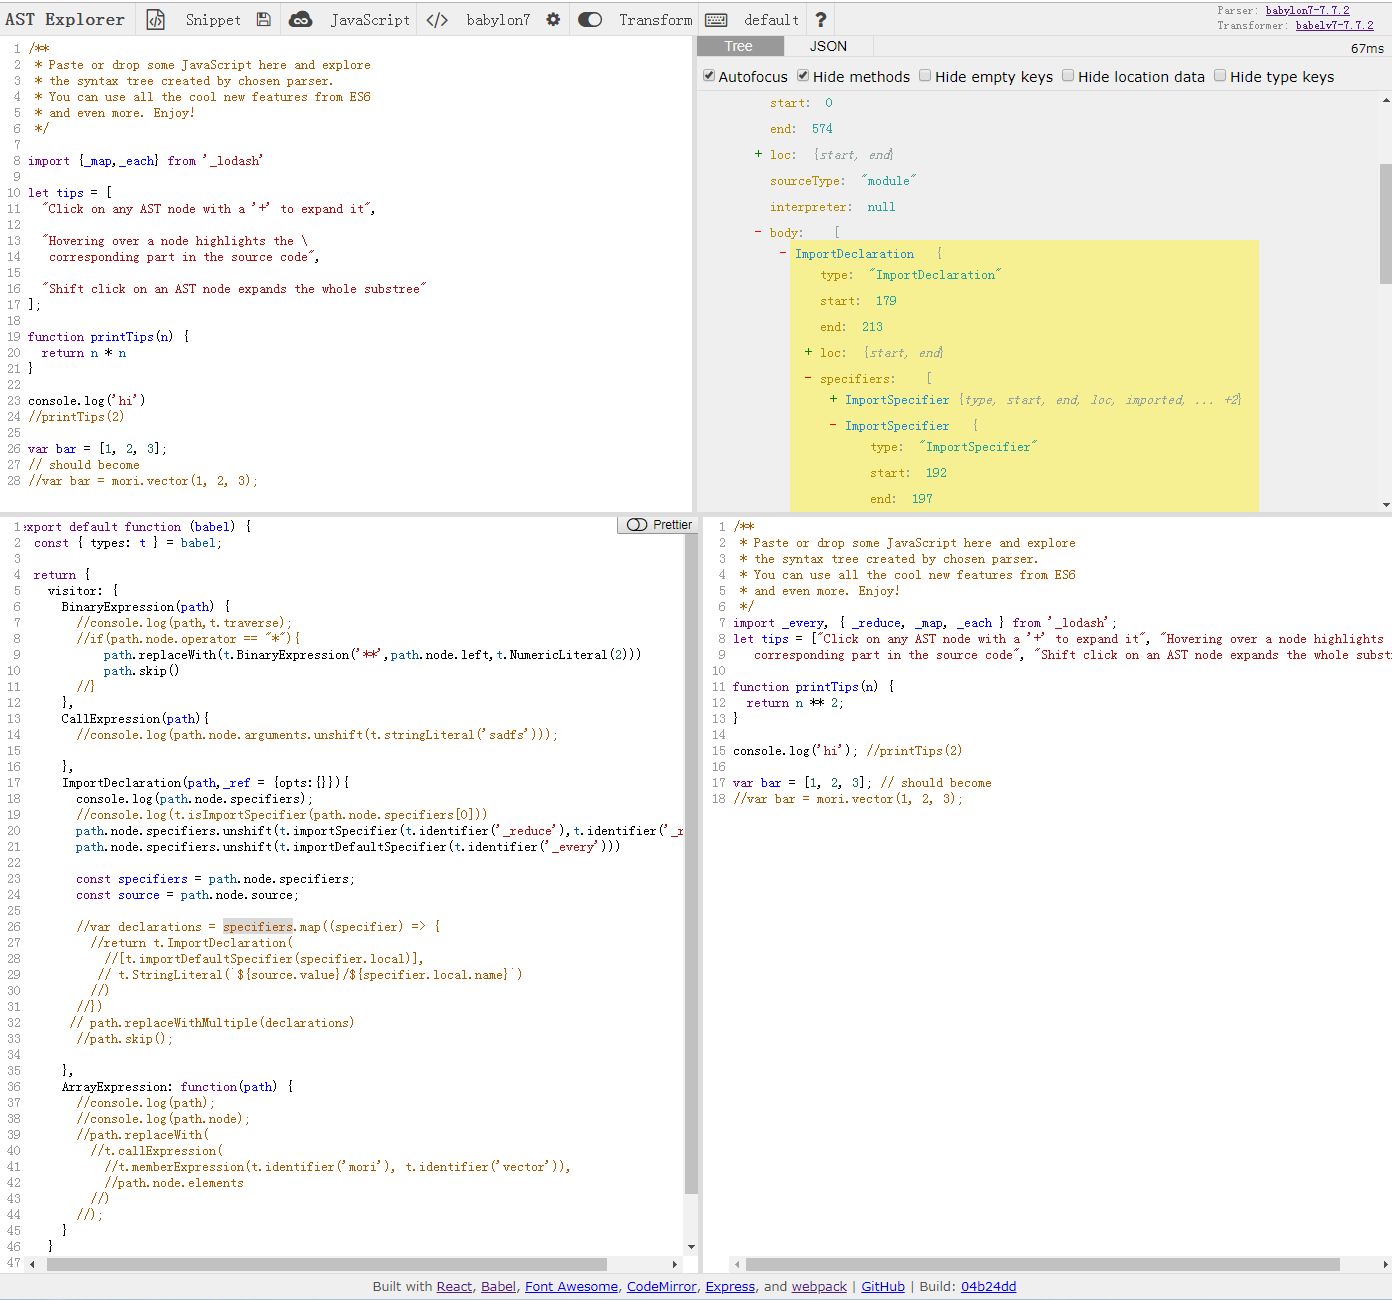 AST Explorer Snippet JavaScript </> babylon7 Transform default ?
Parser: babylon7-7.7.2
Transformer: babelv7-7.7.2
Tree JSON 67ms
Autofocus Hide methods Hide empty keys Hide location data Hide type keys
1 /**
2 * Paste or drop some JavaScript here and explore
3 * the syntax tree created by chosen parser.
4 * You can use all the cool new features from ES6
5 * and even more. Enjoy!
6 */
7
8 import {_map,_each} from '_lodash'
9
10 let tips = [
11 "Click on any AST node with a '+' to expand it",
12
13 "Hovering over a node highlights the \
14 corresponding part in the source code",
15
16 "Shift click on an AST node expands the whole substree"
17 ];
18
19 function printTips(n) {
20 return n * n
21 }
22
23 console.log('hi')
24 //printTips(2)
25
26 var bar = [1, 2, 3];
27 // should become
28 //var bar = mori.vector(1, 2, 3);
start: 0
end: 574
+ loc: {start, end}
sourceType: "module"
interpreter: null
- body: [
- ImportDeclaration {
type: "ImportDeclaration"
start: 179
end: 213
+ loc: {start, end}
- specifiers: [
+ ImportSpecifier {type, start, end, loc, imported, ... +2}
- ImportSpecifier {
type: "ImportSpecifier"
start: 192
end: 197
Prettier
1 export default function (babel) {
2 const { types: t } = babel;
3
4 return {
5 visitor: {
6 BinaryExpression(path) {
7 //console.log(path,t.traverse);
8 //if(path.node.operator == "*"){
9 path.replaceWith(t.BinaryExpression('**',path.node.left,t.NumericLiteral(2)))
10 path.skip()
11 //}
12 },
13 CallExpression(path){
14 //console.log(path.node.arguments.unshift(t.stringLiteral('sadfs')));
15
16 },
17 ImportDeclaration(path,_ref = {opts:{}}){
18 console.log(path.node.specifiers);
19 //console.log(t.isImportSpecifier(path.node.specifiers[0]))
20 path.node.specifiers.unshift(t.importSpecifier(t.identifier('_reduce'),t.identifier('_r
21 path.node.specifiers.unshift(t.importDefaultSpecifier(t.identifier('_every')))
22
23 const specifiers = path.node.specifiers;
24 const source = path.node.source;
25
26 //var declarations = specifiers.map((specifier) => {
27 //return t.ImportDeclaration(
28 //[t.importDefaultSpecifier(specifier.local)],
29 // t.StringLiteral(`${source.value}/${specifier.local.name}`)
30 //)
31 //})
32 // path.replaceWithMultiple(declarations)
33 //path.skip();
34
35 },
36 ArrayExpression: function(path) {
37 //console.log(path);
38 //console.log(path.node);
39 //path.replaceWith(
40 //t.callExpression(
41 //t.memberExpression(t.identifier('mori'), t.identifier('vector')),
42 //path.node.elements
43 //)
44 //);
45 }
46 }
47
1 /**
2 * Paste or drop some JavaScript here and explore
3 * the syntax tree created by chosen parser.
4 * You can use all the cool new features from ES6
5 * and even more. Enjoy!
6 */
7 import _every, { _reduce, _map, _each } from '_lodash';
8 let tips = ["Click on any AST node with a '+' to expand it", "Hovering over a node highlights
9 corresponding part in the source code", "Shift click on an AST node expands the whole subst
10
11 function printTips(n) {
12 return n ** 2;
13 }
14
15 console.log('hi'); //printTips(2)
16
17 var bar = [1, 2, 3]; // should become
18 //var bar = mori.vector(1, 2, 3);
Built with React, Babel, Font Awesome, CodeMirror, Express, and webpack | GitHub | Build: 04b24dd